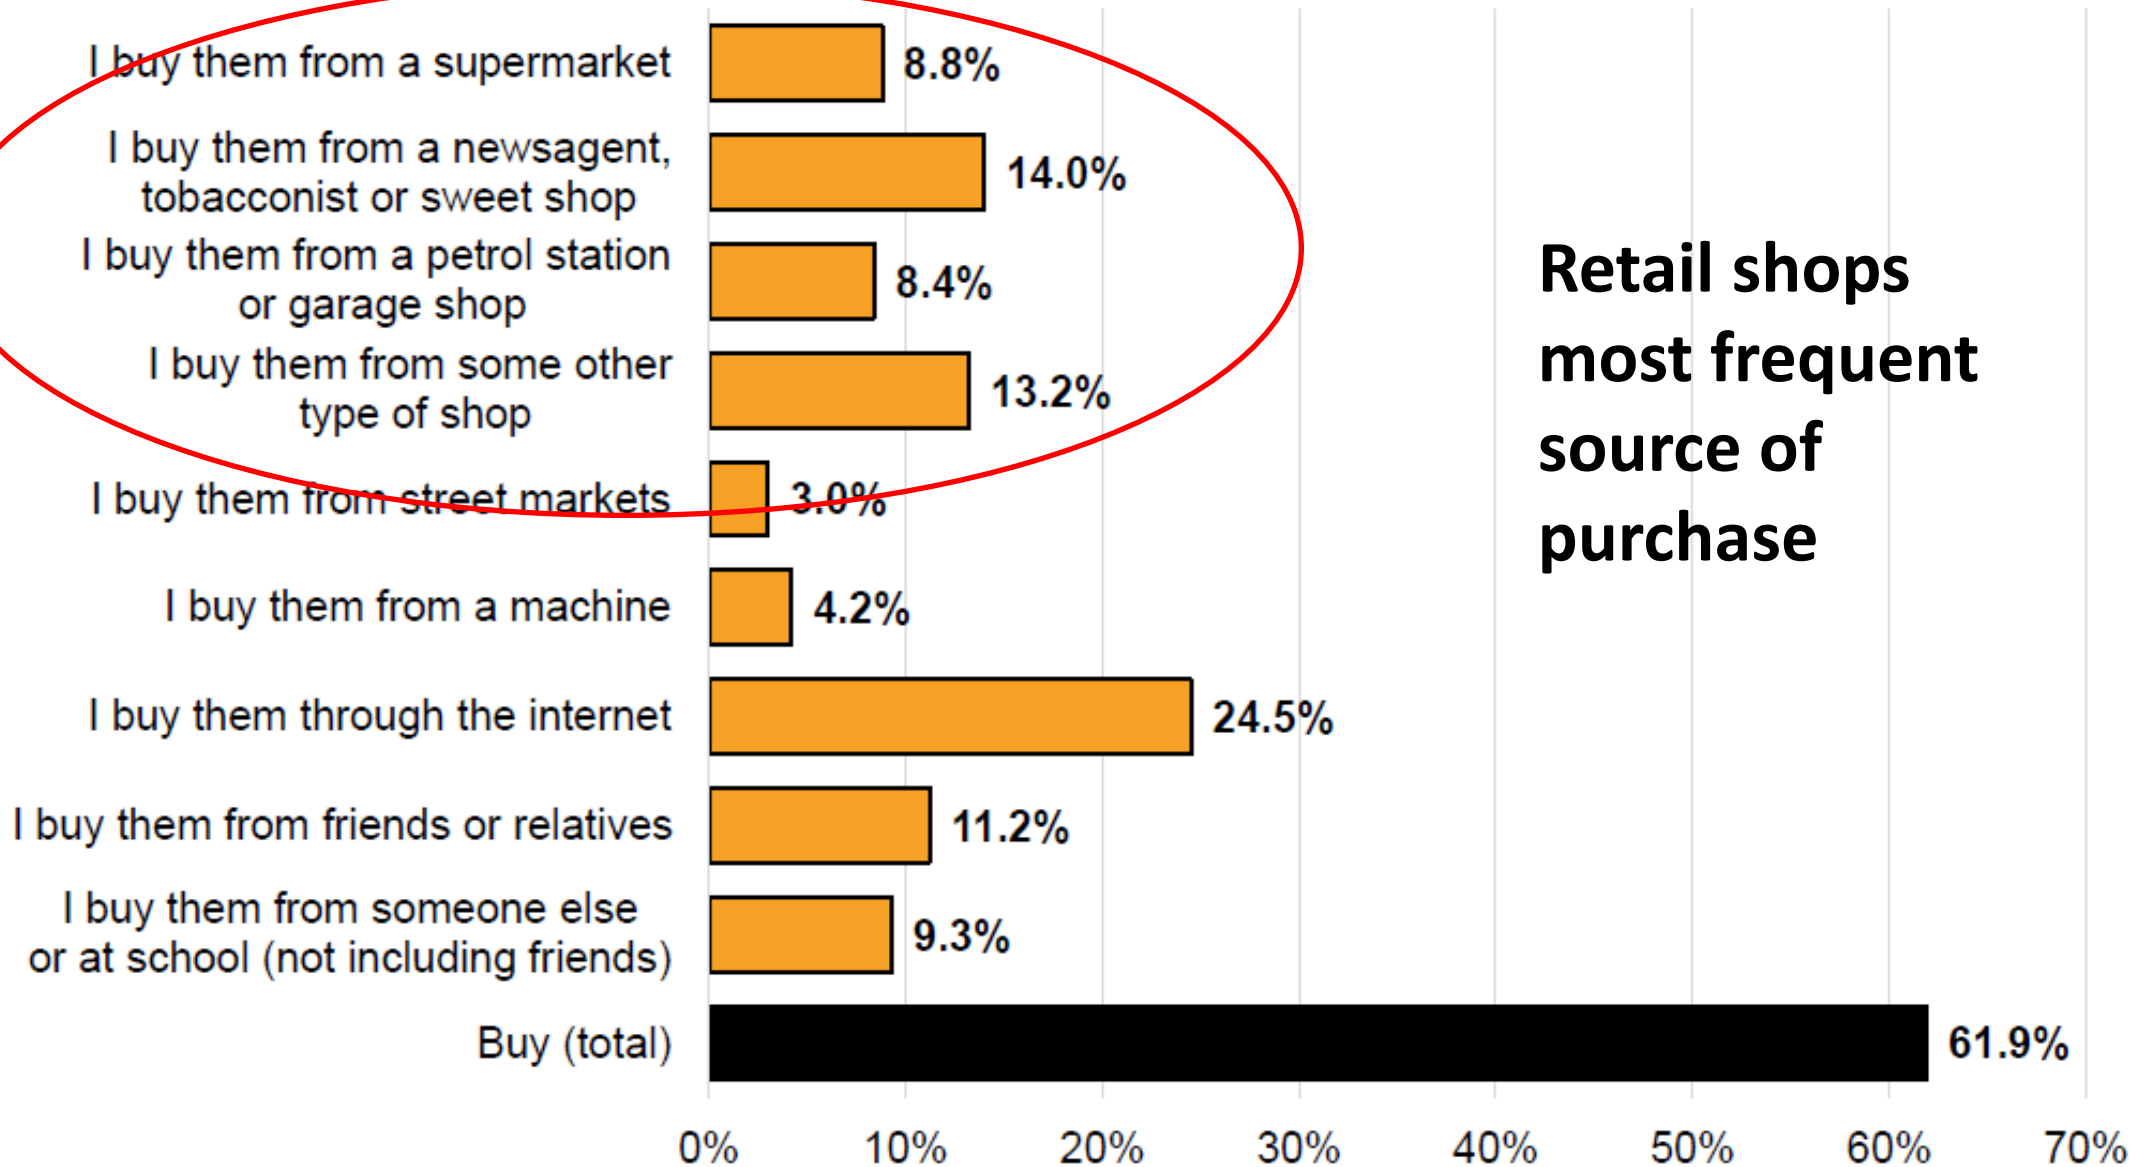 I buy them from a supermarket
8.8%
I buy them from a newsagent,
tobacconist or sweet shop
14.0%
I buy them from a petrol station
or garage shop
8.4%
I buy them from some other
type of shop
13.2%
I buy them from street markets
3.0%
I buy them from a machine
4.2%
I buy them through the internet
24.5%
I buy them from friends or relatives
11.2%
I buy them from someone else
or at school (not including friends)
9.3%
Buy (total)
61.9%
0% 10% 20% 30% 40% 50% 60% 70%
Retail shops
most frequent
source of
purchase